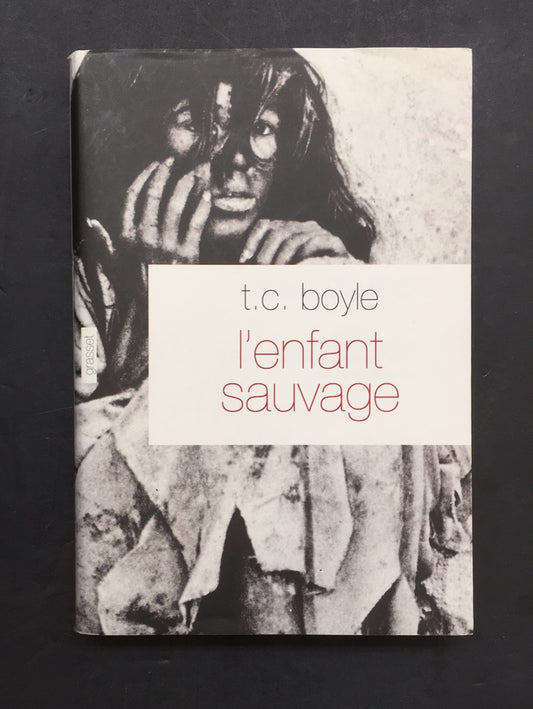 t.c. boyle
l'enfant
sauvage
grasset